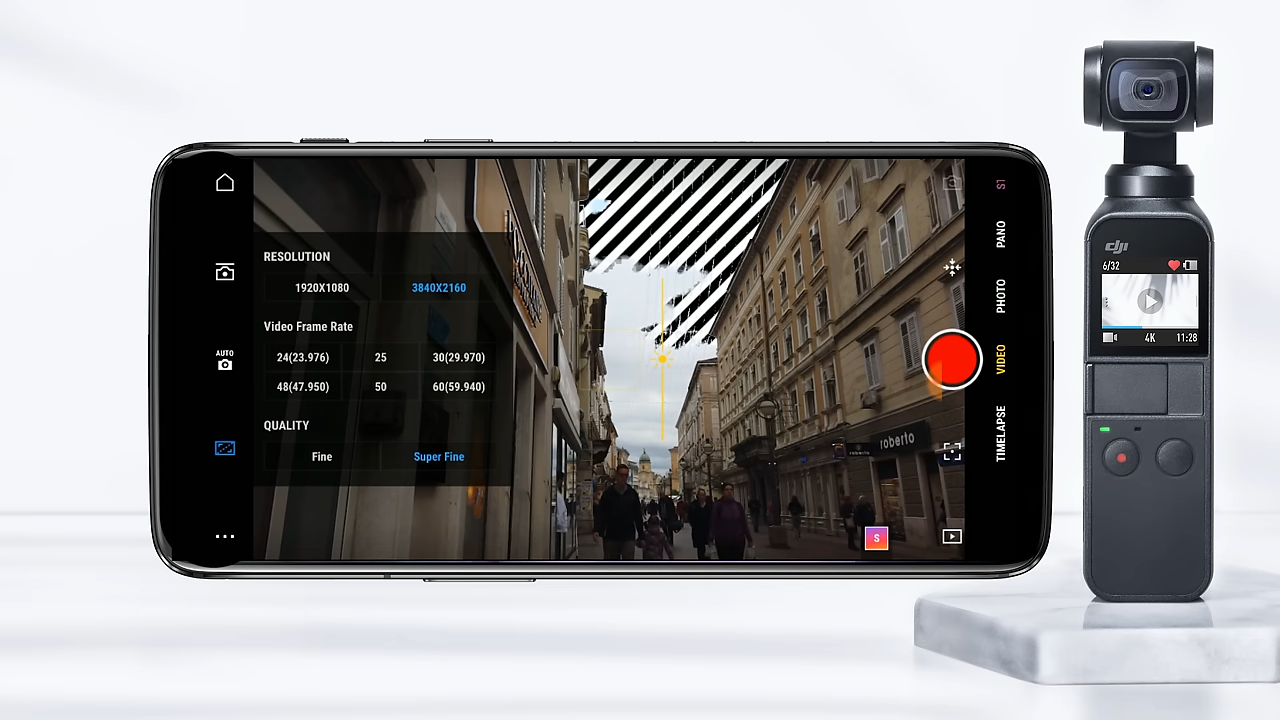 RESOLUTION
1920X1080 3840X2160
Video Frame Rate
24(23.976) 25 30(29.970)
48(47.950) 50 60(59.940)
QUALITY
Fine Super Fine
AUTO
roberto
roberto
S
PANO
PHOTO
VIDEO
TIMELAPSE
dji
6/32
4K 11:28